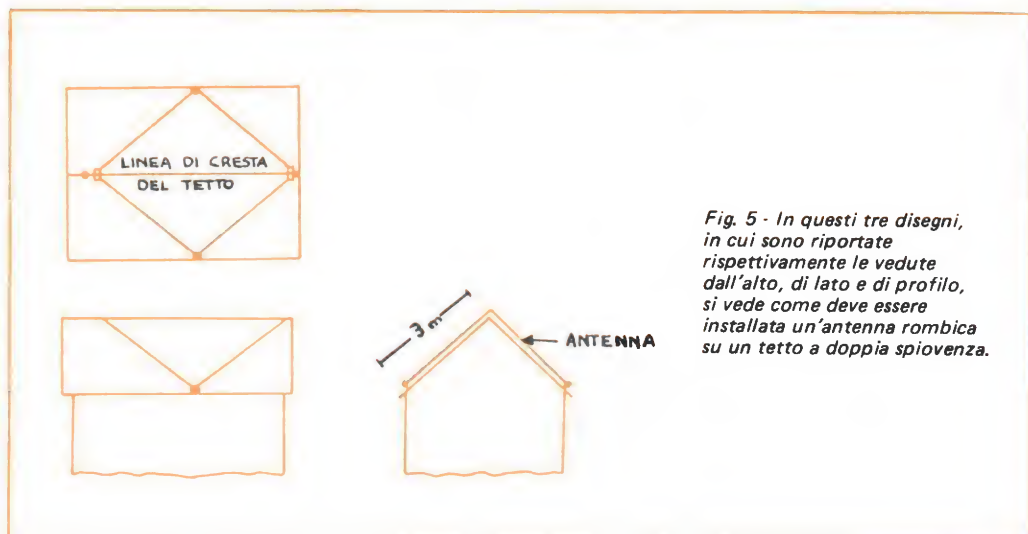 LINEA DI CRESTA
DEL TETTO
3 m
ANTENNA
Fig. 5 - In questi tre disegni,
in cui sono riportate
rispettivamente le vedute
dall'alto, di lato e di profilo,
si vede come deve essere
installata un'antenna rombica
su un tetto a doppia spiovenza.